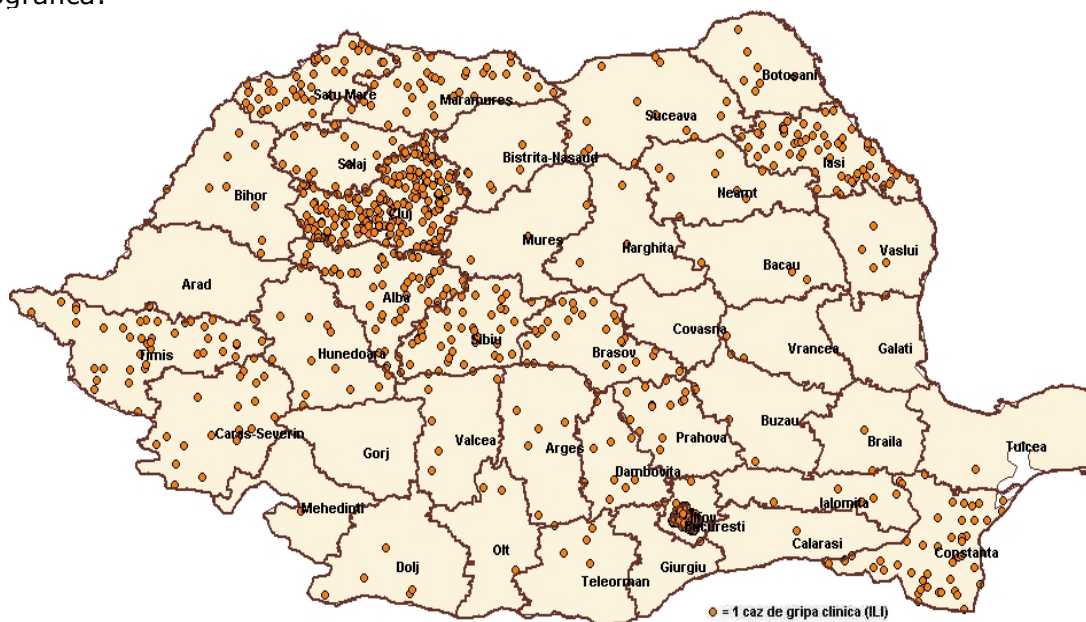 Botosani
Satu Mare
Maramures
Suceava
Iasi
Bistrita-Nasaud
Salaj
Neamt
Bihor
Cluj
Mures
Harghita
Vaslui
Bacau
Arad
Alba
Covasna
Sibiu
Vrancea
Galati
Timis
Hunedoara
Brasov
Caras-Severin
Valcea
Arges
Prahova
Buzau
Braila
Tulcea
Gorj
Dambovita
Mehedinti
Ialomita
Ilfov
Bucuresti
Calarasi
Constanta
Olt
Dolj
Teleorman
Giurgiu
= 1 caz de gripa clinica (ILI)